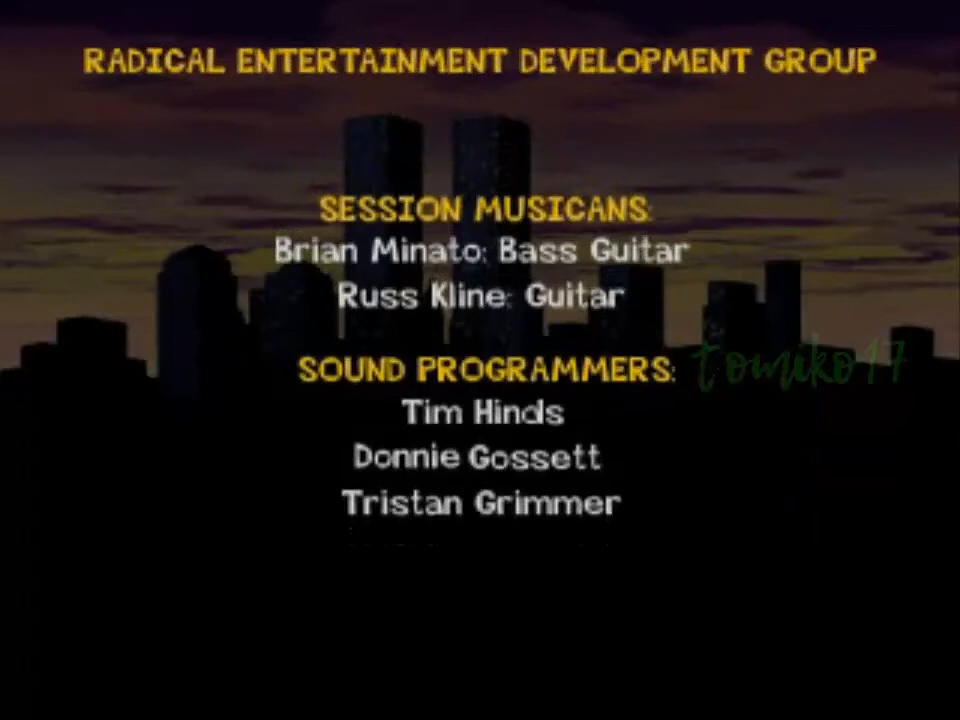 RADICAL ENTERTAINMENT DEVELOPMENT GROUP
SESSION MUSICANS:
Brian Minato: Bass Guitar
Russ Kline: Guitar
SOUND PROGRAMMERS:
tomiko17
Tim Hinds
Donnie Gossett
Tristan Grimmer